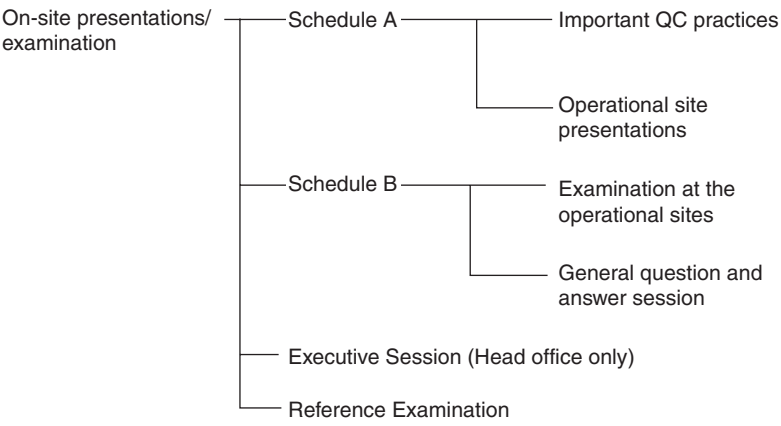 On-site presentations/
examination
Schedule A
Important QC practices
Operational site
presentations
Schedule B
Examination at the
operational sites
General question and
answer session
Executive Session (Head office only)
Reference Examination